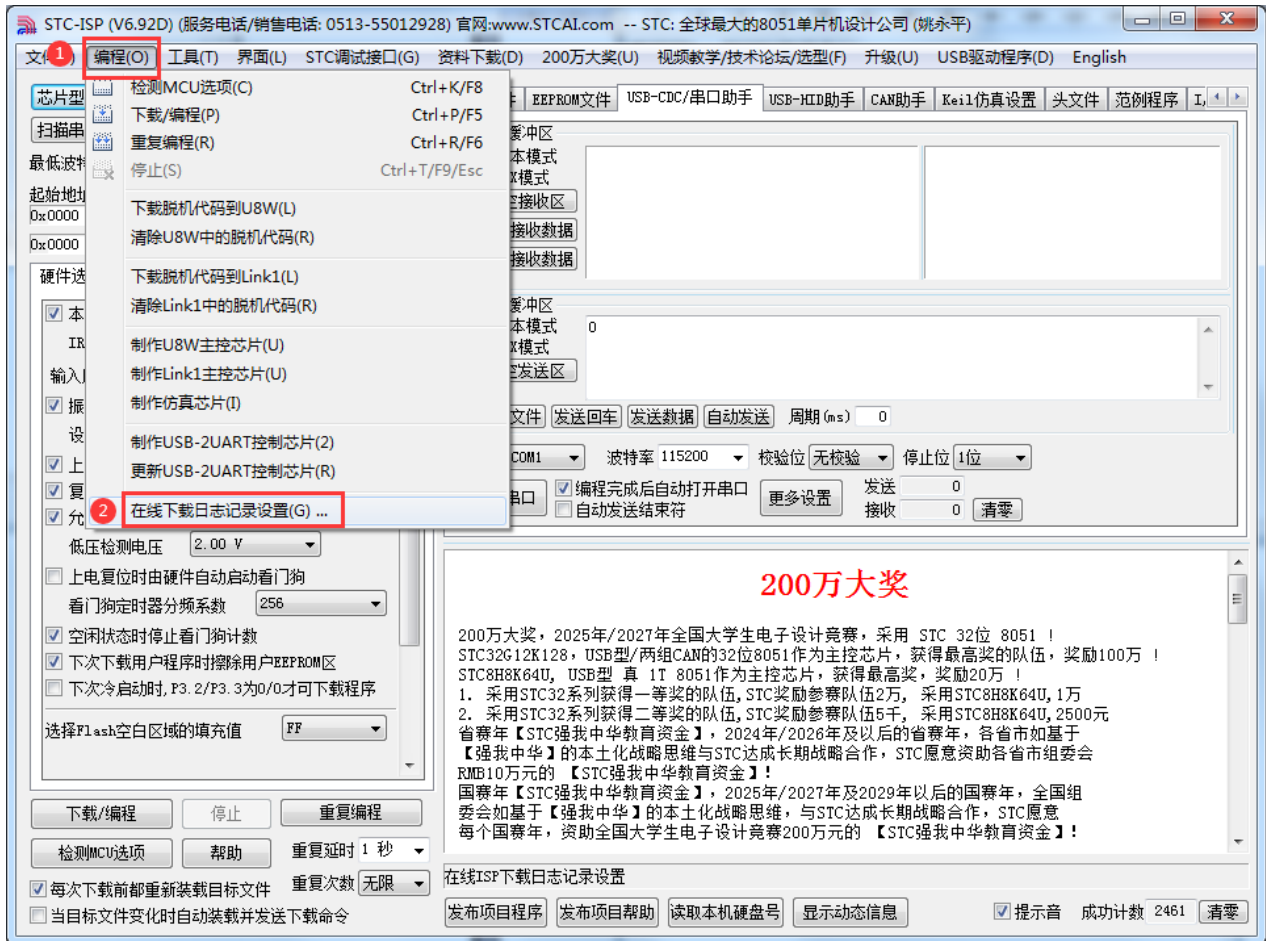 STC-ISP (V6.92D) (服务电话/销售电话: 0513-55012928) 官网:www.STCAI.com -- STC: 全球最大的8051单片机设计公司 (姚永平)
1
编程(O) 工具(T) 界面(L) STC调试接口(G) 资料下载(D) 200万大奖(U) 视频教学/技术论坛/选型(F) 升级(U) USB驱动程序(D) English
芯片型
EEPROM文件 USB-CDC/串口助手 USB-HID助手 CAN助手 Keil仿真设置 头文件 范例程序
扫描串
最低波特
起始地址
0x0000
0x0000
硬件选
检测MCU选项(C) Ctrl+K/F8
下载/编程(P) Ctrl+P/F5
重复编程(R) Ctrl+R/F6
停止(S) Ctrl+T/F9/Esc
下载脱机代码到U8W(L)
清除U8W中的脱机代码(R)
下载脱机代码到Link1(L)
清除Link1中的脱机代码(R)
制作U8W主控芯片(U)
制作Link1主控芯片(U)
制作仿真芯片(I)
制作USB-2UART控制芯片(2)
更新USB-2UART控制芯片(R)
2 在线下载日志记录设置(G) ...
缓冲区
本模式
X模式
接收区
接收数据
接收数据
缓冲区
本模式
X模式
发送区
0
文件 发送回车 发送数据 自动发送 周期(ms) 0
COM1 波特率 115200 校验位 无校验 停止位 1位
串口 编程完成后自动打开串口 更多设置 发送 0
自动发送结束符 接收 0 清零
本
IR
输入
振
设
上
复
允
低压检测电压 2.00 V
上电复位时由硬件自动启动看门狗
看门狗定时器分频系数 256
空闲状态时停止看门狗计数
下次下载用户程序时擦除用户EEPROM区
下次冷启动时,P3.2/P3.3为0/0才可下载程序
选择Flash空白区域的填充值 FF
下载/编程 停止 重复编程
检测MCU选项 帮助 重复延时 1 秒
每次下载前都重新装载目标文件 重复次数 无限
当目标文件变化时自动装载并发送下载命令
200万大奖
200万大奖，2025年/2027年全国大学生电子设计竞赛，采用 STC 32位 8051 !
STC32G12K128，USB型/两组CAN的32位8051作为主控芯片，获得最高奖的队伍，奖励100万 !
STC8H8K64U, USB型 真 1T 8051作为主控芯片，获得最高奖，奖励20万 !
1. 采用STC32系列获得一等奖的队伍,STC奖励参赛队伍2万, 采用STC8H8K64U,1万
2. 采用STC32系列获得二等奖的队伍,STC奖励参赛队伍5千, 采用STC8H8K64U,2500元
省赛年【STC强我中华教育资金】，2024年/2026年及以后的省赛年，各省市如基于
【强我中华】的本土化战略思维与STC达成长期战略合作，STC愿意资助各省市组委会
RMB10万元的 【STC强我中华教育资金】!
国赛年【STC强我中华教育资金】，2025年/2027年及2029年以后的国赛年，全国组
委会如基于【强我中华】的本土化战略思维，与STC达成长期战略合作，STC愿意
每个国赛年，资助全国大学生电子设计竞赛200万元的 【STC强我中华教育资金】!
在线ISP下载日志记录设置
发布项目程序 发布项目帮助 读取本机硬盘号 显示动态信息 提示音 成功计数 2461 清零